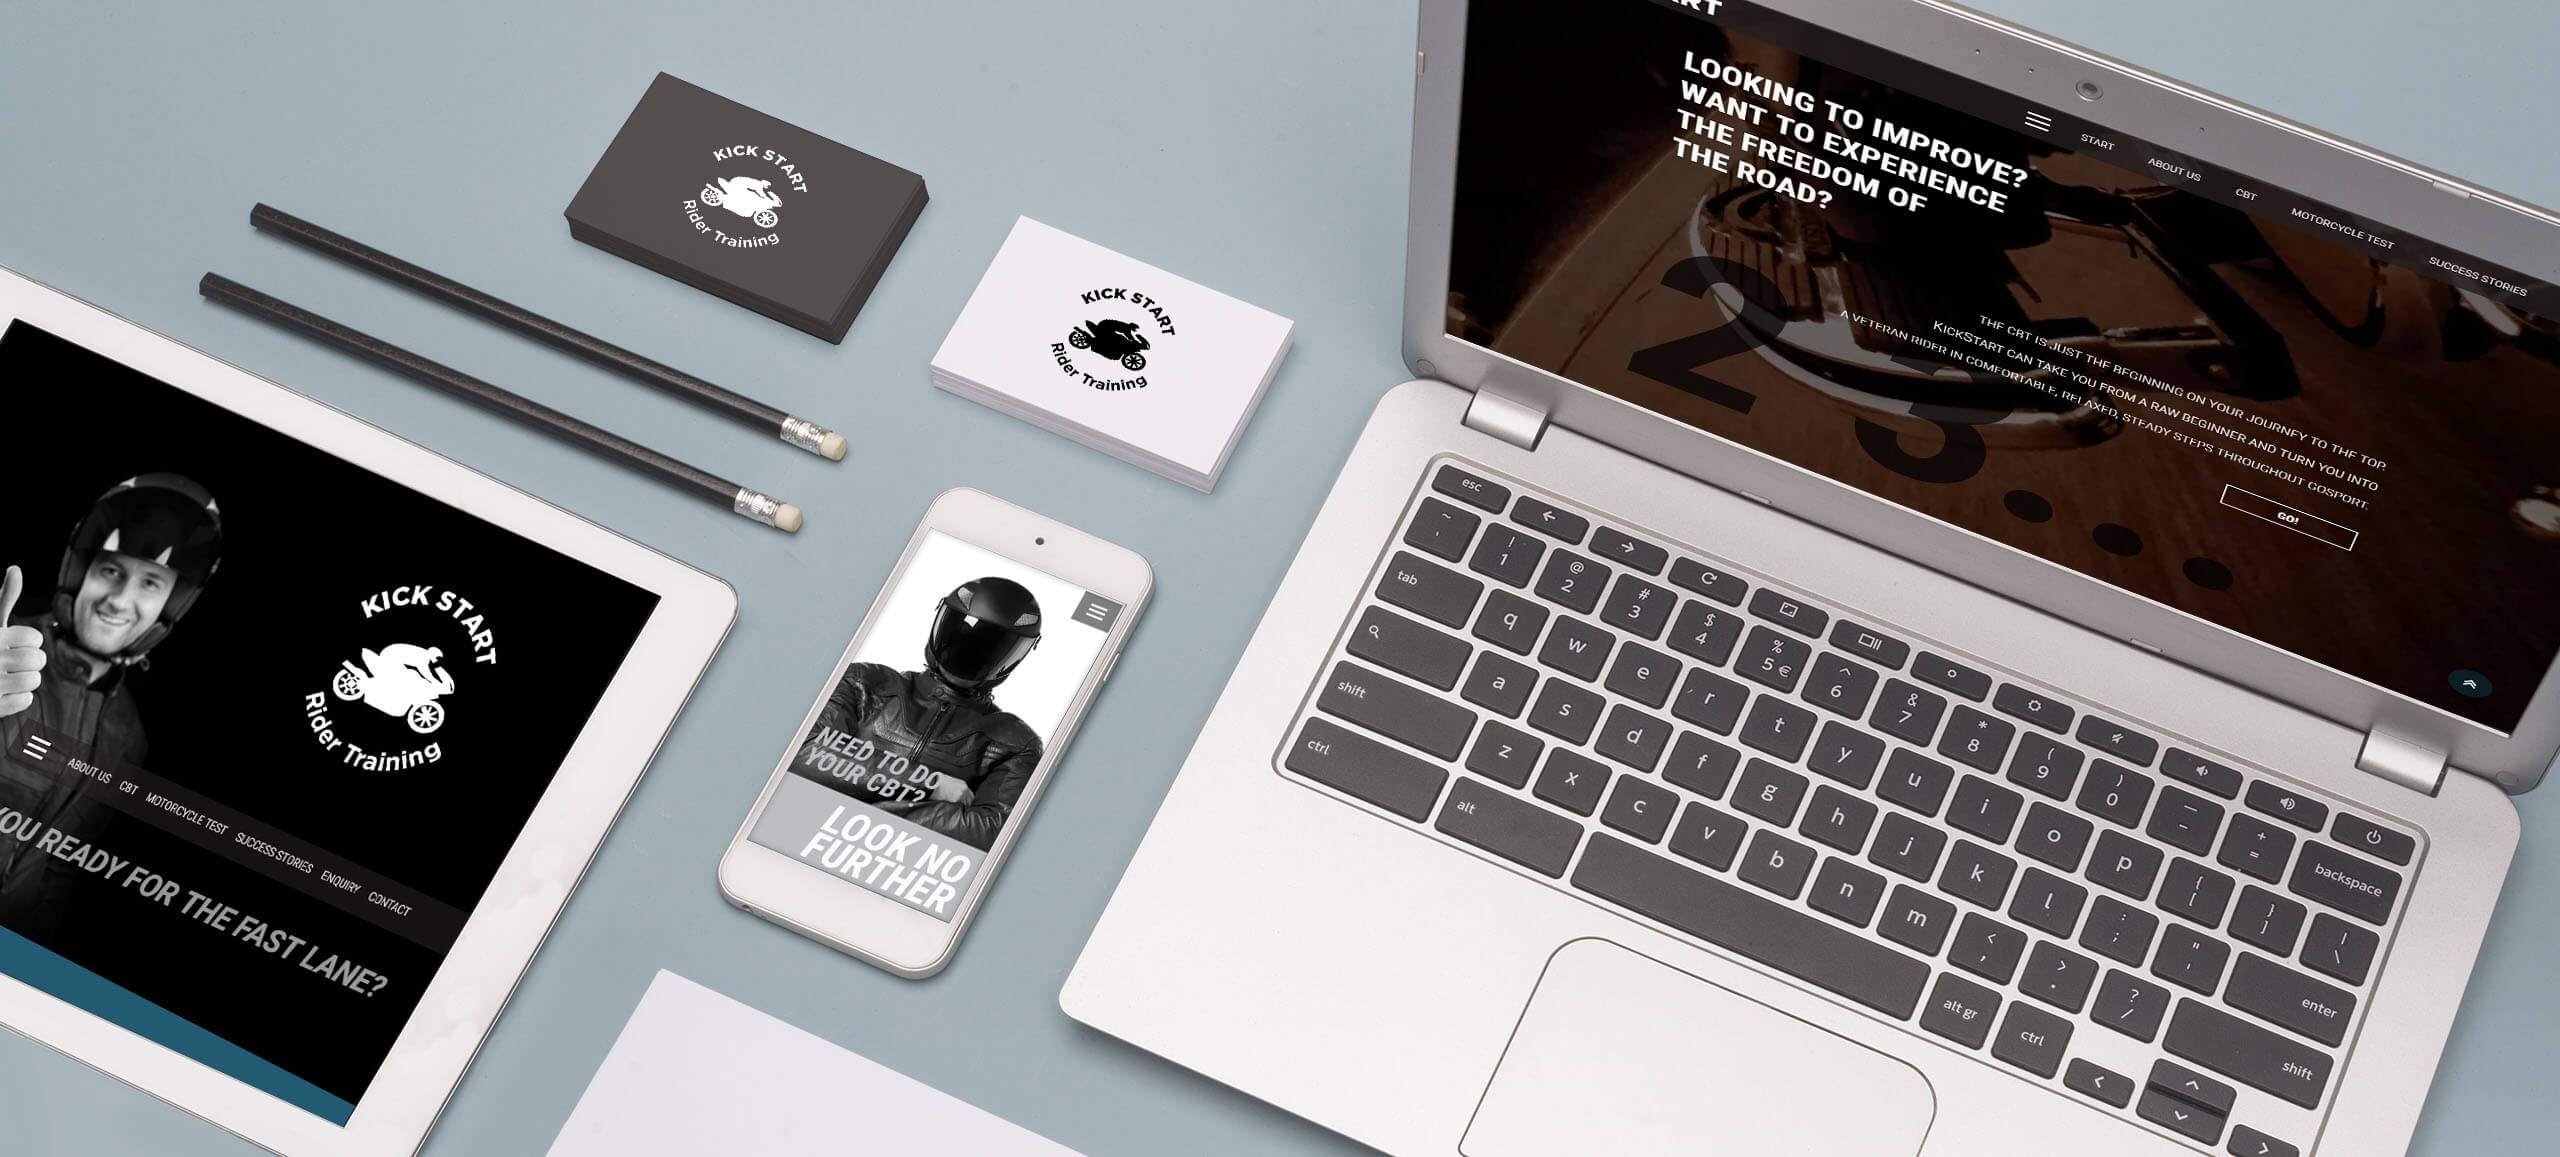 KICK START
Rider Training
KICK START
Rider Training
KICK START
Rider Training
ABOUT US CBT MOTORCYCLE TEST SUCCESS STORIES ENQUIRY CONTACT
YOU READY FOR THE FAST LANE?
NEED TO DO
YOUR CBT?
LOOK NO
FURTHER
LOOKING TO IMPROVE?
WANT TO EXPERIENCE
THE FREEDOM OF
THE ROAD?
START ABOUT US CBT MOTORCYCLE TEST SUCCESS STORIES
2 3....
THE CBT IS JUST THE BEGINNING ON YOUR JOURNEY TO THE TOP.
KICKSTART CAN TAKE YOU FROM A RAW BEGINNER AND TURN YOU INTO
A VETERAN RIDER IN COMFORTABLE, RELAXED, STEADY STEPS THROUGHOUT GOSPORT.
GO!
esc
~ ! 1 @ 2 # 3 $ 4 % 5 € ^ 6 & 7 * 8 ( 9 ) 0 — - + = backspace
tab q w e r t y u i o p { [ } ] | \
a s d f g h j k l : ; " ' enter
shift z x c v b n m < , > . ? / shift
ctrl alt alt gr ctrl